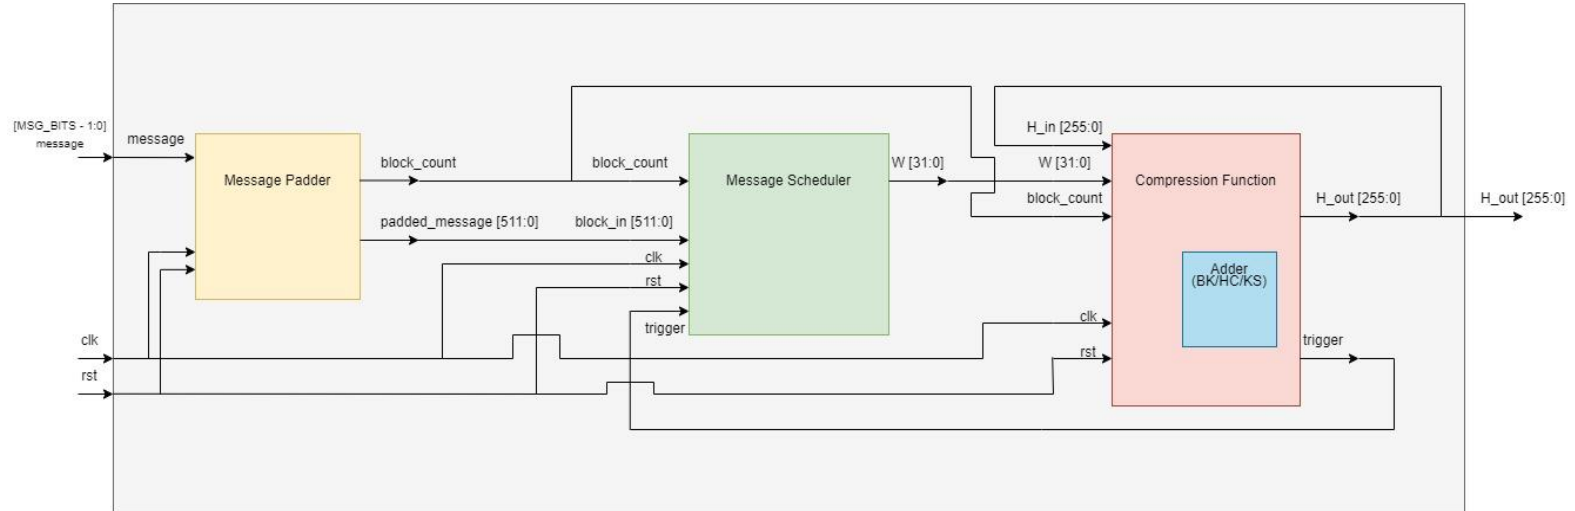 [MSG_BITS - 1:0]
message
message
Message Padder
block_count
padded_message [511:0]
block_count
block_in [511:0]
clk
rst
trigger
Message Scheduler
W [31:0]
H_in [255:0]
W [31:0]
block_count
clk
rst
Compression Function
Adder
(BK/HC/KS)
H_out [255:0]
trigger
H_out [255:0]
clk
rst